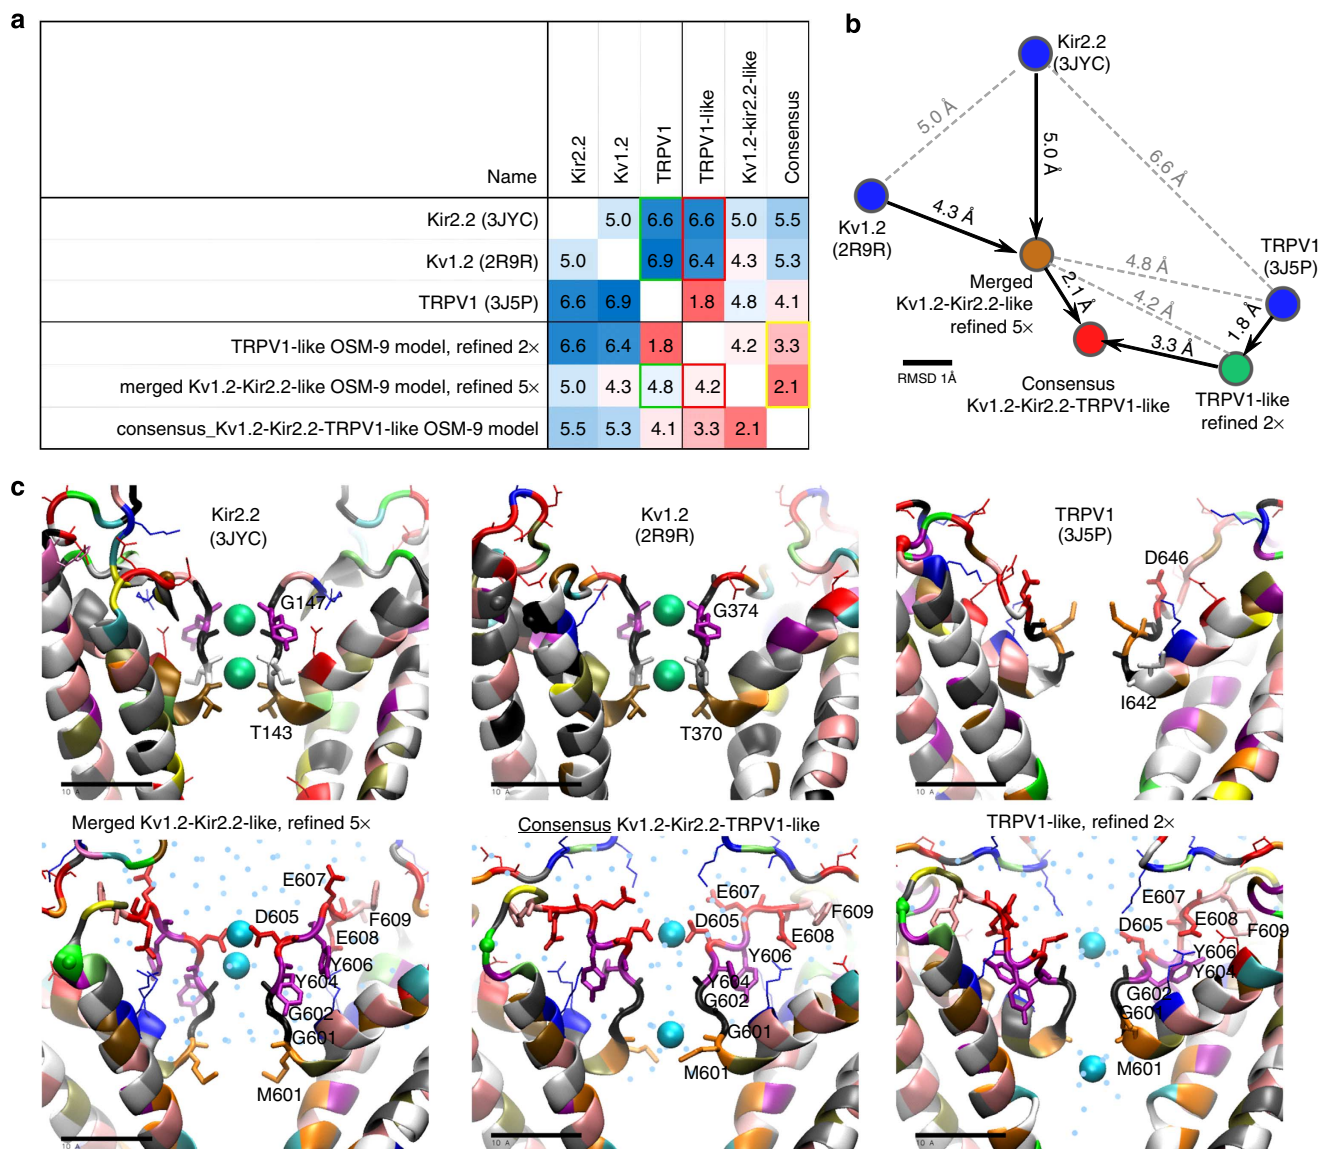 a
Name
Kir2.2
Kv1.2
TRPV1
TRPV1-like
Kv1.2-kir2.2-like
Consensus
Kir2.2 (3JYC) 5.0 6.6 6.6 5.0 5.5
Kv1.2 (2R9R) 5.0 6.9 6.4 4.3 5.3
TRPV1 (3J5P) 6.6 6.9 1.8 4.8 4.1
TRPV1-like OSM-9 model, refined 2× 6.6 6.4 1.8 4.2 3.3
merged Kv1.2-Kir2.2-like OSM-9 model, refined 5× 5.0 4.3 4.8 4.2 2.1
consensus_Kv1.2-Kir2.2-TRPV1-like OSM-9 model 5.5 5.3 4.1 3.3 2.1
b
Kir2.2
(3JYC)
5.0 Å
5.0 Å
6.6 Å
Kv1.2
(2R9R)
4.3 Å
TRPV1
(3J5P)
4.8 Å
Merged
Kv1.2-Kir2.2-like
refined 5×
2.1 Å
4.2 Å
1.8 Å
3.3 Å
RMSD 1Å
Consensus
Kv1.2-Kir2.2-TRPV1-like
TRPV1-like
refined 2×
c
Kir2.2
(3JYC)
G147
T143
10 A
Kv1.2
(2R9R)
G374
T370
10 A
TRPV1
(3J5P)
D646
I642
10 A
Merged Kv1.2-Kir2.2-like, refined 5×
E607
D605
F609
E608
Y606
Y604
G602
G601
M601
10 A
Consensus Kv1.2-Kir2.2-TRPV1-like
E607
D605
F609
E608
Y606
Y604
G602
G601
M601
10 A
TRPV1-like, refined 2×
E607
D605
E608
F609
Y606
Y604
G602
G601
M601
10 A